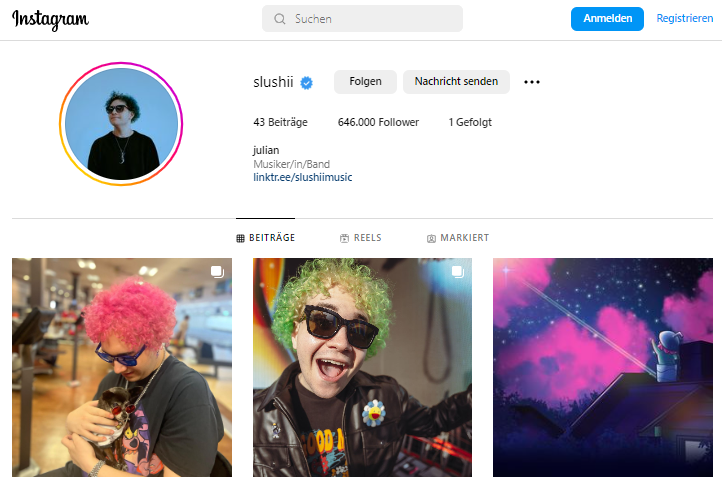 Instagram
Suchen
Anmelden
Registrieren
slushii
Folgen
Nachricht senden
43 Beiträge
646.000 Follower
1 Gefolgt
julian
Musiker/in/Band
linktr.ee/slushiimusic
BEITRÄGE
REELS
MARKIERT